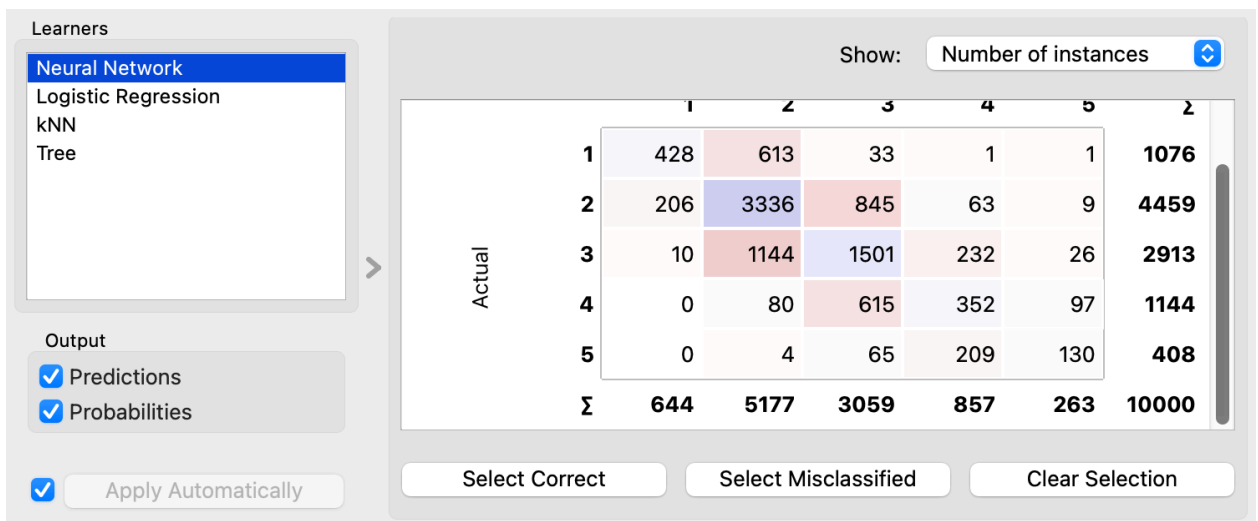 Learners
Neural Network
Logistic Regression
kNN
Tree
Output
Predictions
Probabilities
Apply Automatically
Show: Number of instances
1 2 3 4 5 Σ
Actual
1 428 613 33 1 1 1076
2 206 3336 845 63 9 4459
3 10 1144 1501 232 26 2913
4 0 80 615 352 97 1144
5 0 4 65 209 130 408
Σ 644 5177 3059 857 263 10000
Select Correct Select Misclassified Clear Selection